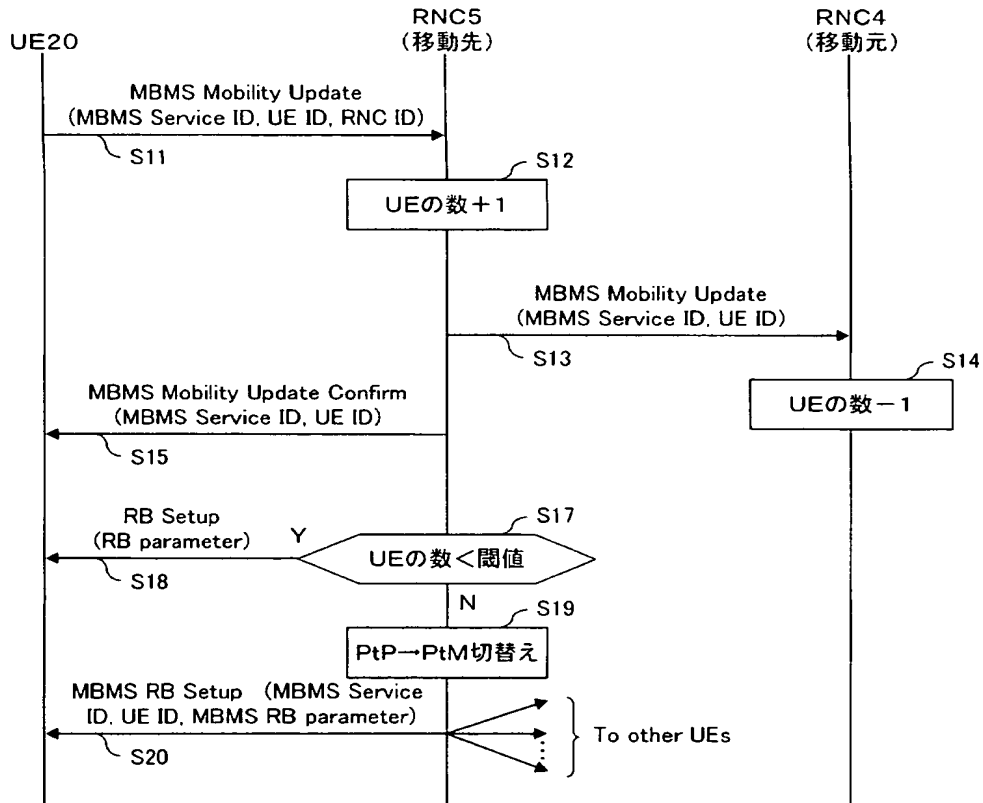 UE20
RNC5
(移動先)
RNC4
(移動元)
MBMS Mobility Update
(MBMS Service ID, UE ID, RNC ID)
S11
S12
UEの数+1
MBMS Mobility Update
(MBMS Service ID, UE ID)
S13
S14
UEの数-1
MBMS Mobility Update Confirm
(MBMS Service ID, UE ID)
S15
S17
RB Setup
(RB parameter)
Y
UEの数<閾値
S18
N
S19
PtP→PtM切替え
MBMS RB Setup (MBMS Service
ID, UE ID, MBMS RB parameter)
S20
To other UEs